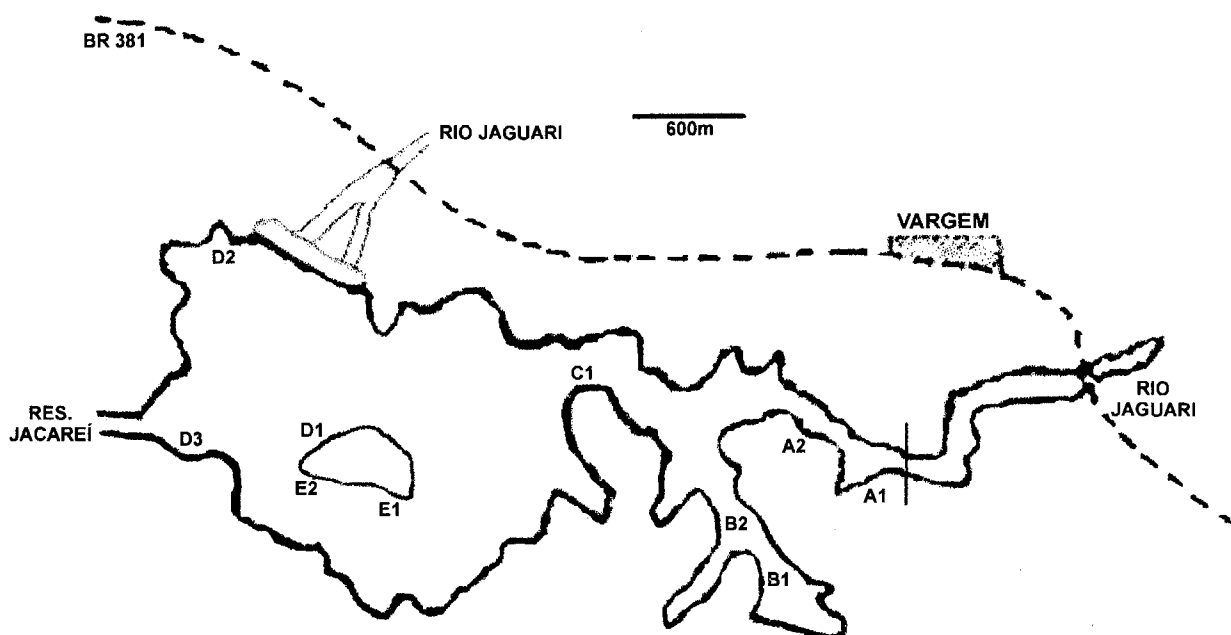 BR 381
RIO JAGUARI
600m
VARGEM
D2
C1
RIO
JAGUARI
RES.
JACAREÍ
D3
D1
E2
E1
A2
A1
B2
B1